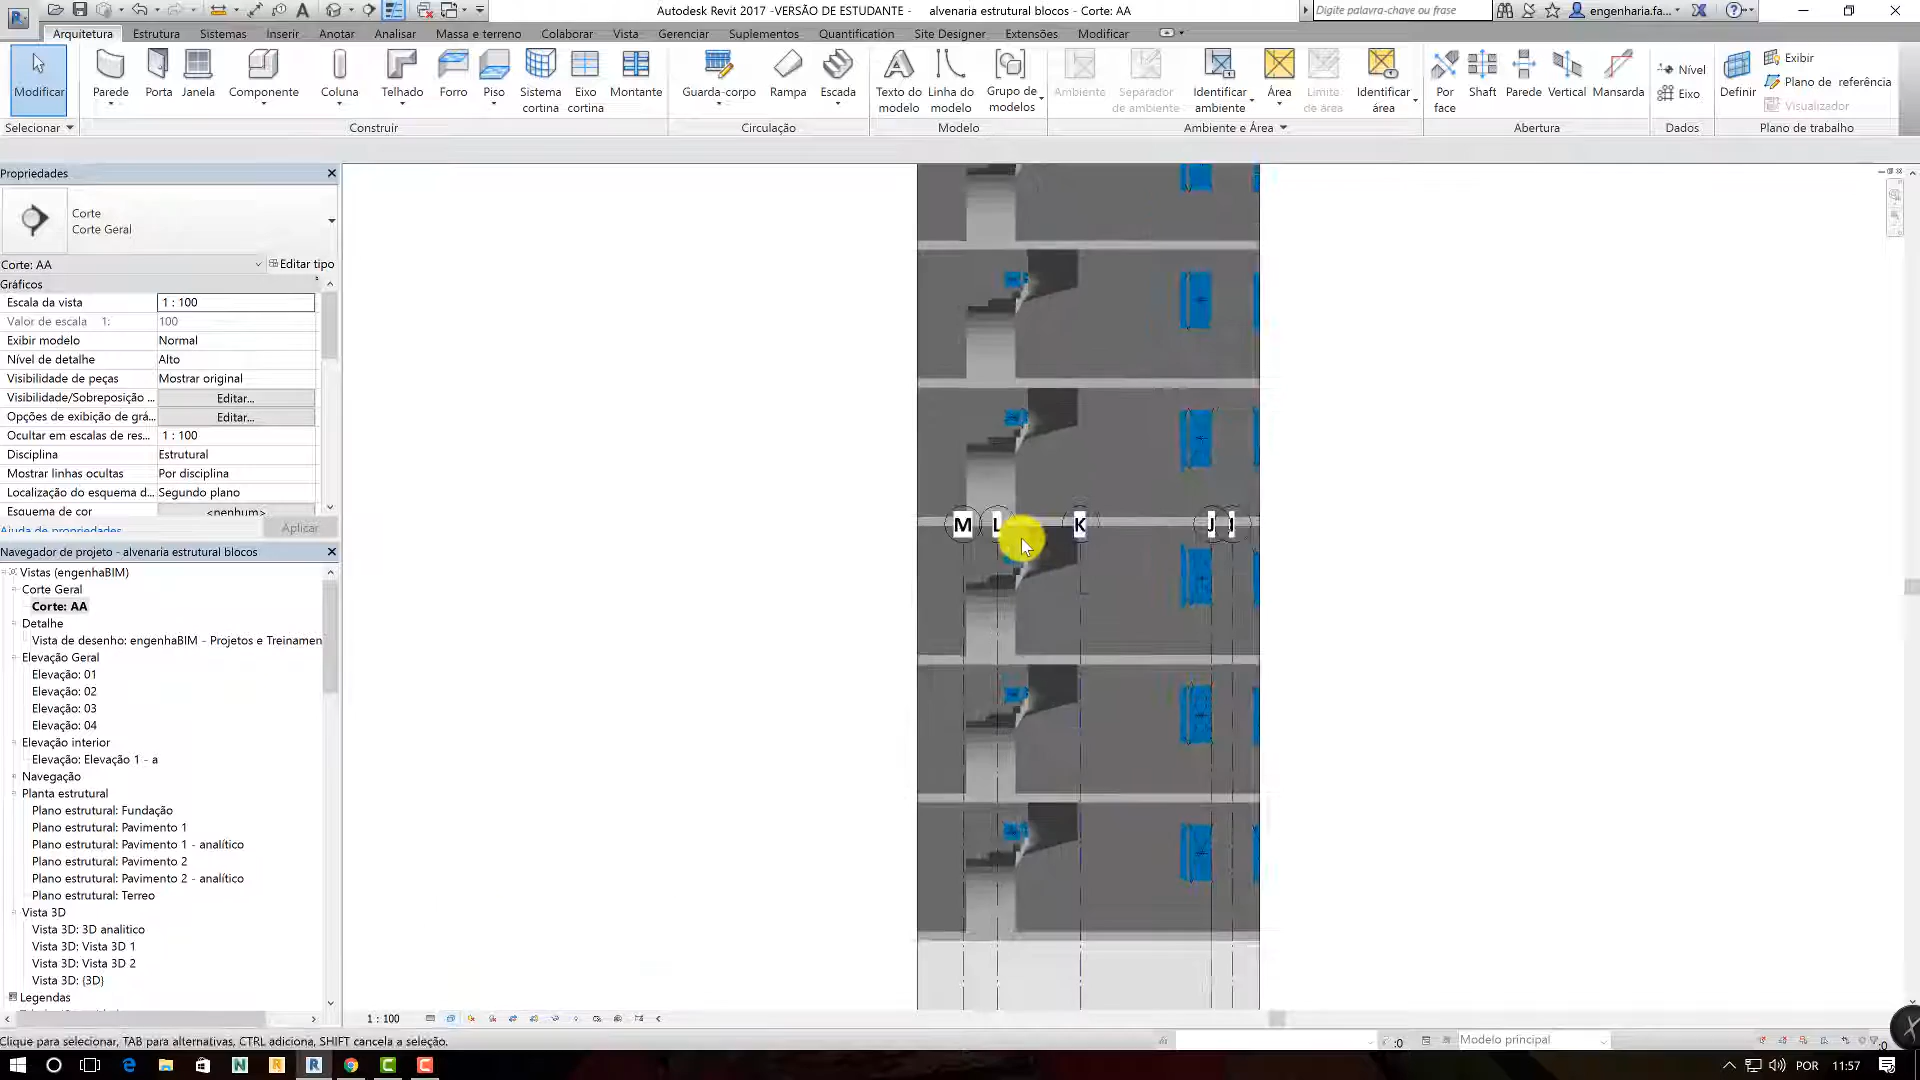 Autodesk Revit 2017 -VERSÃO DE ESTUDANTE - alvenaria estrutural blocos - Corte: AA
Digite palavra-chave ou frase
engenharia.fa...
Arquitetura Estrutura Sistemas Inserir Anotar Analisar Massa e terreno Colaborar Vista Gerenciar Suplementos Quantification Site Designer Extensões Modificar
Modificar
Parede Porta Janela Componente Coluna Telhado Forro Piso Sistema cortina Eixo cortina Montante
Guarda-corpo Rampa Escada
Texto do modelo Linha do modelo Grupo de modelos
Ambiente Separador de ambiente Identificar ambiente Área Limite de área Identificar área
Por face Shaft Parede Vertical Mansarda
Nível
Eixo
Definir
Exibir
Plano de referência
Visualizador
Selecionar Construir Circulação Modelo Ambiente e Área Abertura Dados Plano de trabalho
Propriedades
Corte
Corte Geral
Corte: AA Editar tipo
Gráficos
Escala da vista 1 : 100
Valor de escala 1: 100
Exibir modelo Normal
Nível de detalhe Alto
Visibilidade de peças Mostrar original
Visibilidade/Sobreposição ... Editar...
Opções de exibição de grá... Editar...
Ocultar em escalas de res... 1 : 100
Disciplina Estrutural
Mostrar linhas ocultas Por disciplina
Localização do esquema d... Segundo plano
Esquema de cor <nenhum>
Ajuda de propriedades Aplicar
Navegador de projeto - alvenaria estrutural blocos
Vistas (engenhaBIM)
Corte Geral
Corte: AA
Detalhe
Vista de desenho: engenhaBIM - Projetos e Treinamen
Elevação Geral
Elevação: 01
Elevação: 02
Elevação: 03
Elevação: 04
Elevação interior
Elevação: Elevação 1 - a
Navegação
Planta estrutural
Plano estrutural: Fundação
Plano estrutural: Pavimento 1
Plano estrutural: Pavimento 1 - analítico
Plano estrutural: Pavimento 2
Plano estrutural: Pavimento 2 - analítico
Plano estrutural: Terreo
Vista 3D
Vista 3D: 3D analitico
Vista 3D: Vista 3D 1
Vista 3D: Vista 3D 2
Vista 3D: {3D}
Legendas
M L K J I
1 : 100
Clique para selecionar, TAB para alternativas, CTRL adiciona, SHIFT cancela a seleção.
:0 Modelo principal :0
POR 11:57